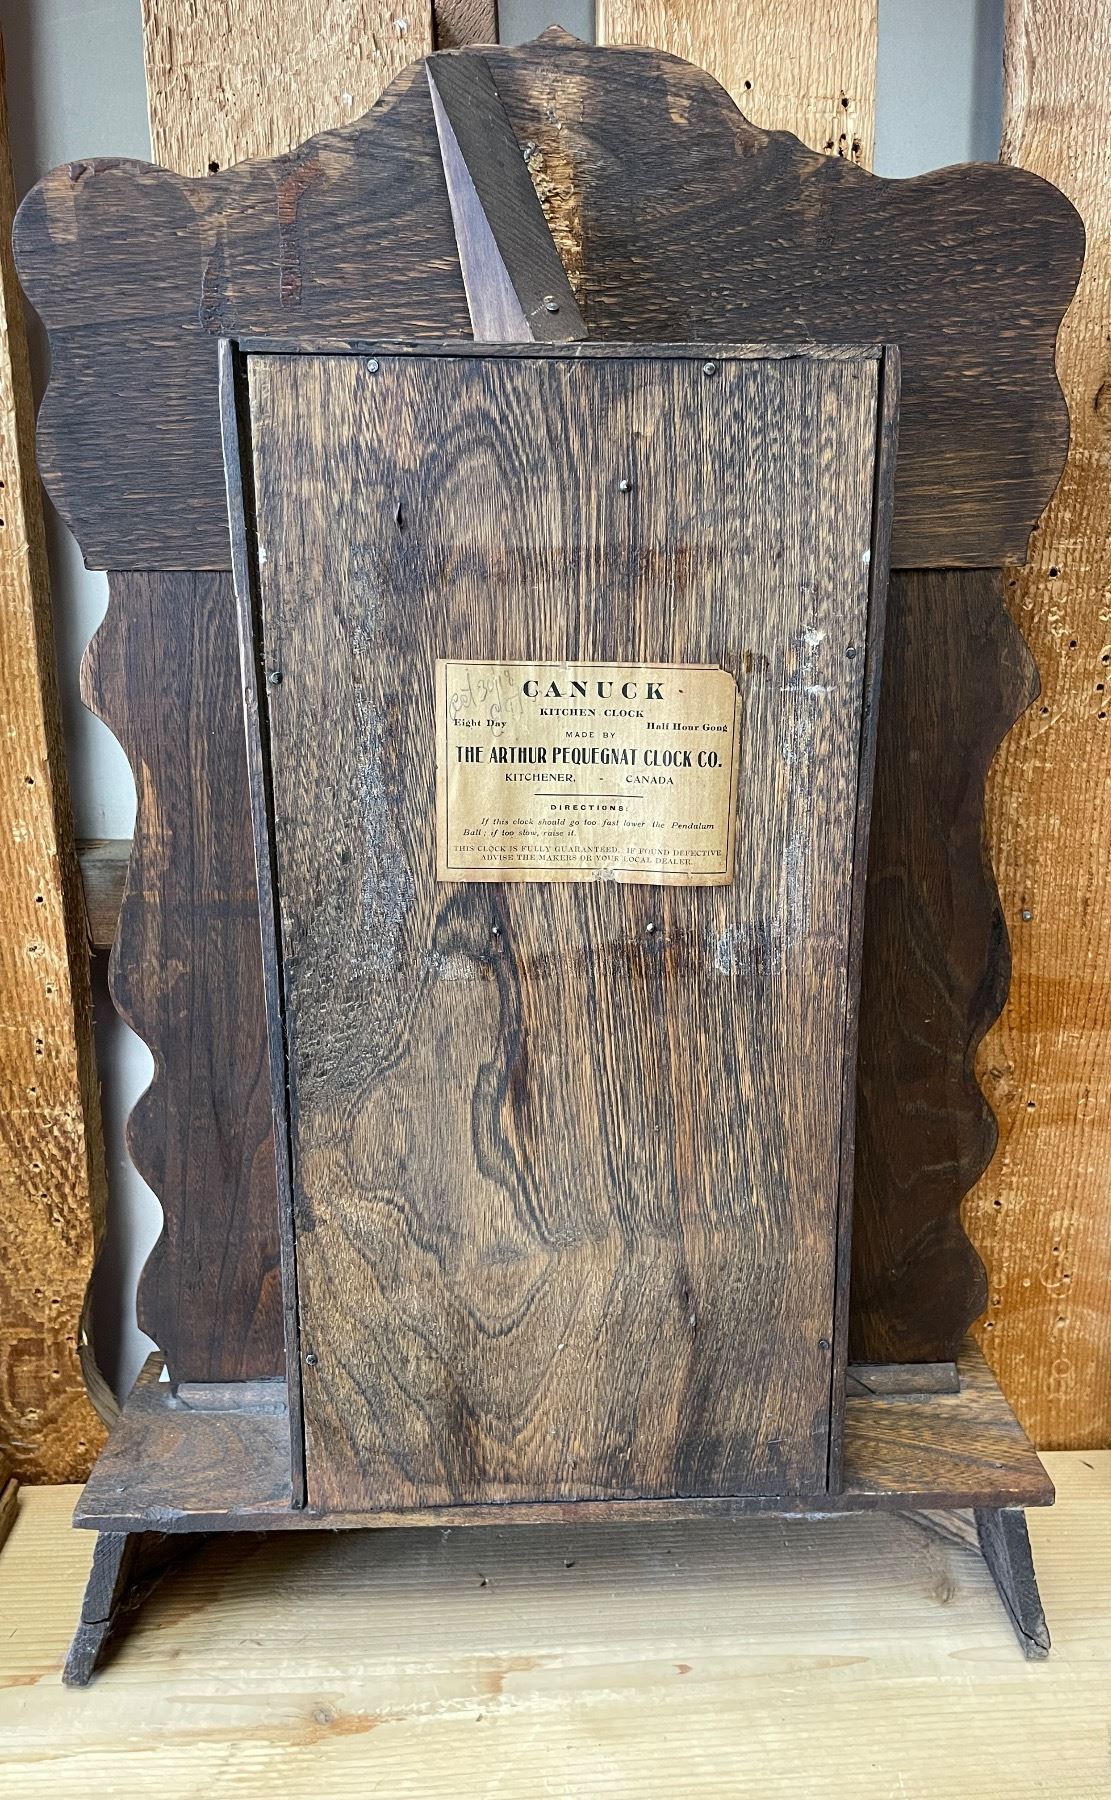 CANUCK
KITCHEN CLOCK
Eight Day Half Hour Gong
MADE BY
THE ARTHUR PEQUEGNAT CLOCK CO.
KITCHENER, - CANADA
DIRECTIONS:
If this clock should go too fast lower the Pendulum
Ball; if too slow, raise it.
THIS CLOCK IS FULLY GUARANTEED. IF FOUND DEFECTIVE
ADVISE THE MAKERS OR YOUR LOCAL DEALER.